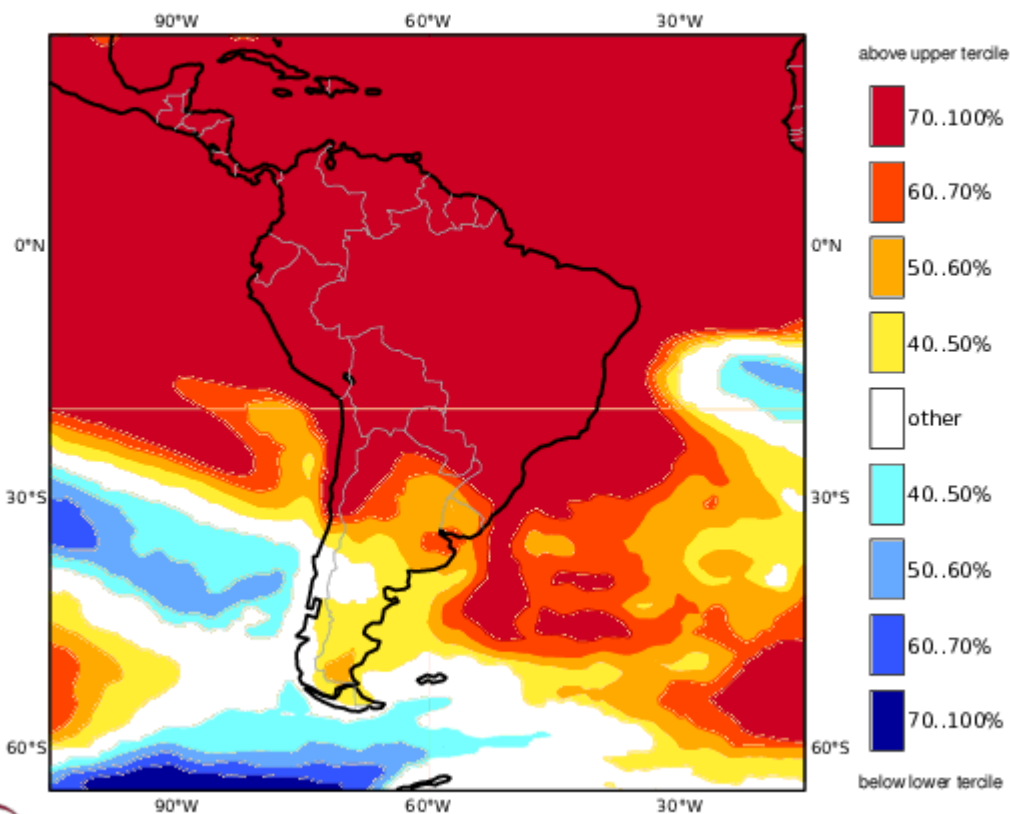 90°W 60°W 30°W
above upper tercile
70..100%
60..70%
50..60%
0°N 0°N
40..50%
other
30°S 30°S
40..50%
50..60%
60..70%
70..100%
60°S 60°S
below lower tercile
90°W 60°W 30°W